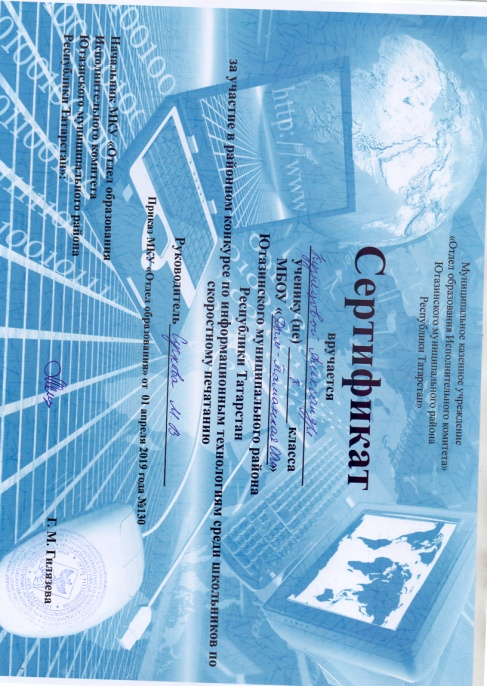 Муниципальное казенное учреждение
«Отдел образования Исполнительного комитета»
Ютазинского муниципального района
Республики Татарстан»
Сертификат
вручается
ученику (це) класса
МБОУ «
Ютазинского муниципального района
Республики Татарстан
за участие в районном конкурсе по информационным технологиям среди школьников по
скоростному печатанию
Руководитель М В
Приказ МКУ «Отдел образования» от 01 апреля 2019 года №130
Начальник МКУ «Отдел образования
Исполнительного комитета
Ютазинского муниципального района
Республики Татарстан»:
Г. М. Гилязева
http://www